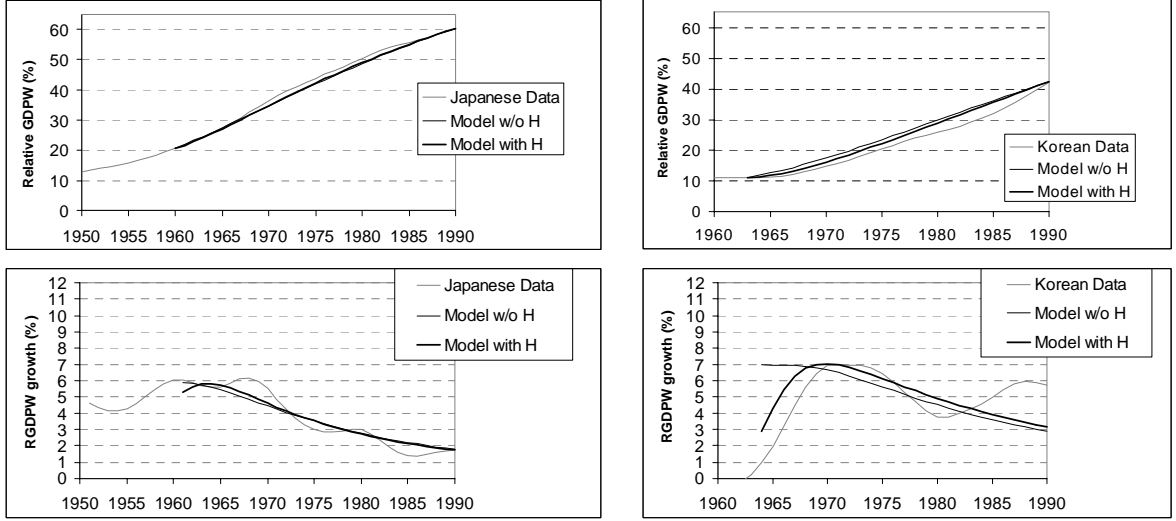 Relative GDPW (%)
60
50
40
30
20
10
0
1950 1955 1960 1965 1970 1975 1980 1985 1990
Japanese Data
Model w/o H
Model with H
Relative GDPW (%)
60
50
40
30
20
10
0
1960 1965 1970 1975 1980 1985 1990
Korean Data
Model w/o H
Model with H
RGDPW growth (%)
12
11
10
9
8
7
6
5
4
3
2
1
0
1950 1955 1960 1965 1970 1975 1980 1985 1990
Japanese Data
Model w/o H
Model with H
RGDPW growth (%)
12
11
10
9
8
7
6
5
4
3
2
1
0
1960 1965 1970 1975 1980 1985 1990
Korean Data
Model w/o H
Model with H